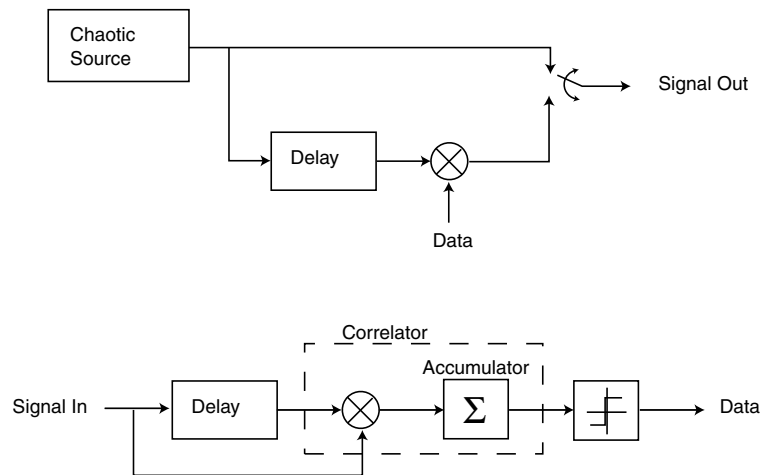 Chaotic
Source
Signal Out
Delay
Data
Correlator
Accumulator
Signal In
Delay
Σ
Data